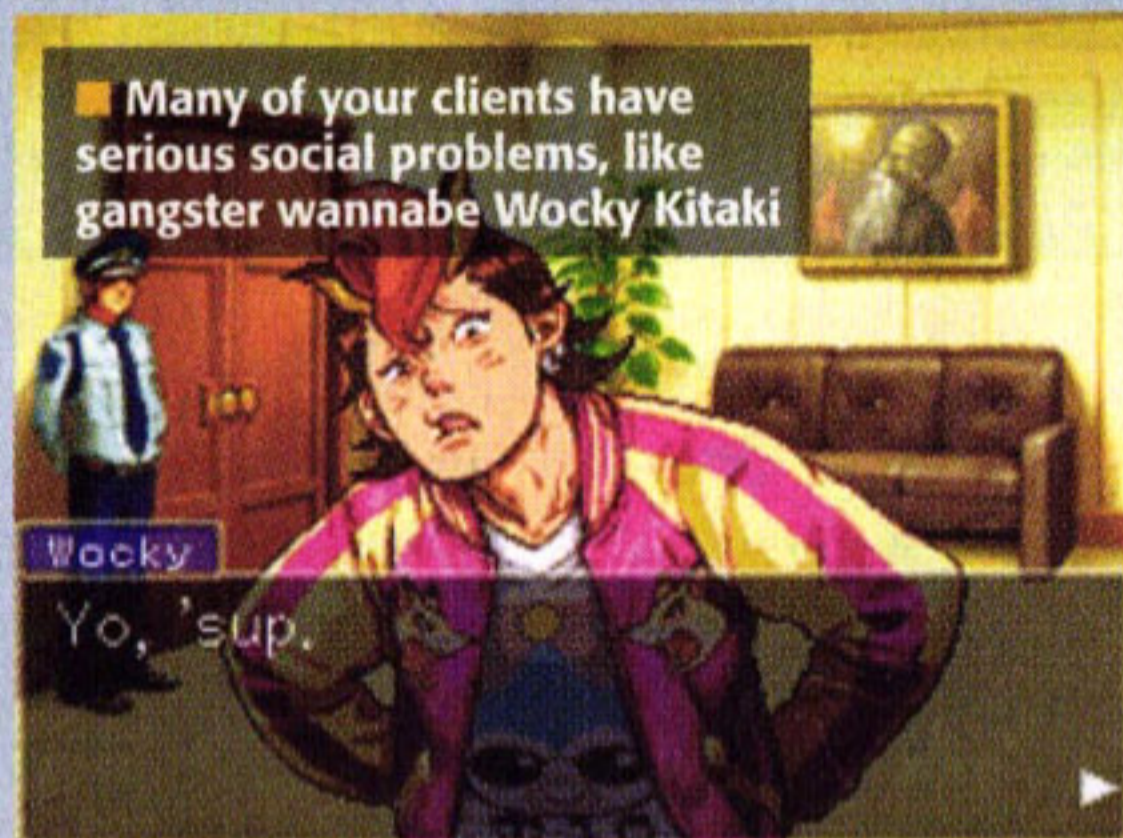 Many of your clients have
serious social problems, like
gangster wannabe Wocky Kitaki
Wocky
Yo, 'sup.